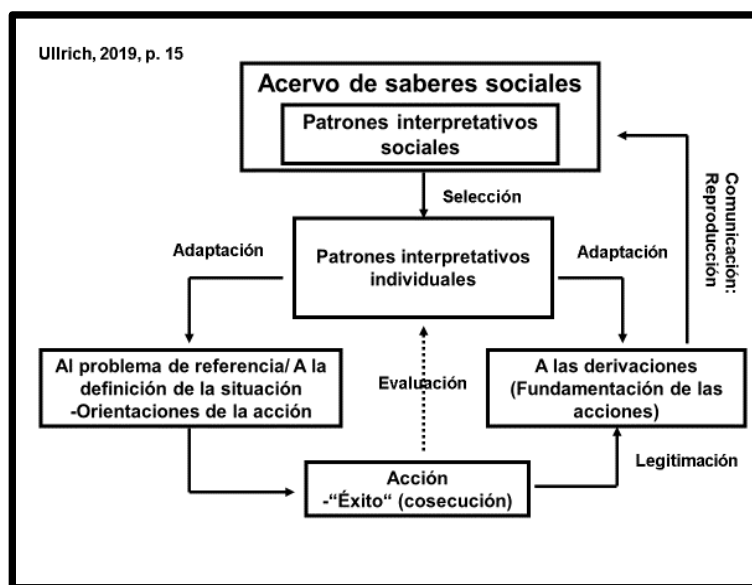 Ullrich, 2019, p. 15
Acervo de saberes sociales
Patrones interpretativos
sociales
Selección
Comunicación:
Reproducción
Adaptación
Patrones interpretativos
individuales
Adaptación
Al problema de referencia/ A la
definición de la situación
-Orientaciones de la acción
Evaluación
A las derivaciones
(Fundamentación de las
acciones)
Acción
-“Éxito“ (cosecución)
Legitimación